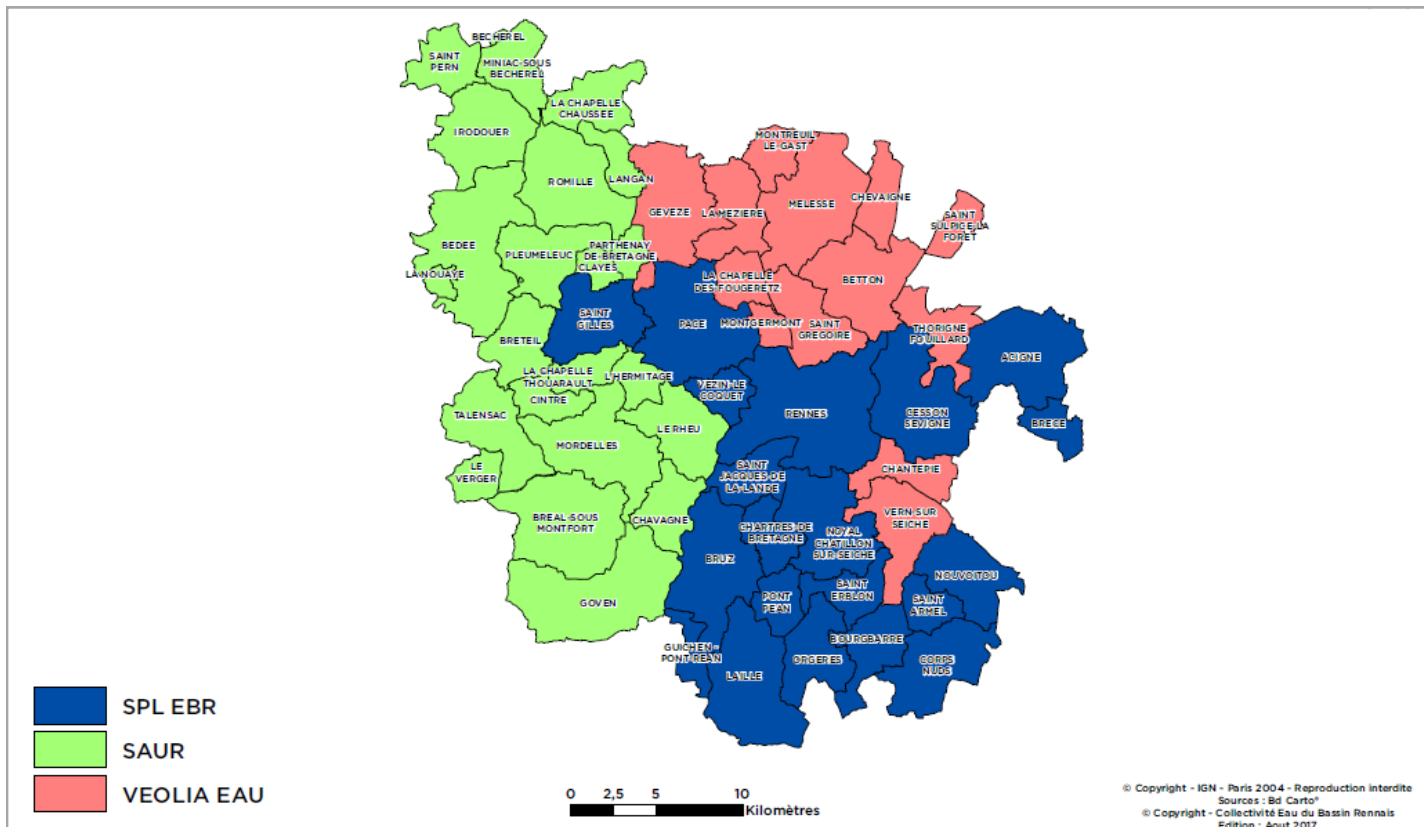 BECHEREL
SAINT
PERN
MINIAC-SOUS
BECHEREL
LA CHAPELLE
CHAUSSEE
IRODOUER
MONTREUIL
LE-GAST
ROMILLE
LANGAN
CHEVAIGNE
GEVEZE
LA MEZIERE
MELESSE
SAINT
SULPICE LA
FORET
BEDEE
PLEUMELEUC
PARTHENAY
DE-BRETAGNE
CLAYES
LA NOUAYE
LA CHAPELLE
DES-FOUGERETZ
BETTON
SAINT
GILLES
PACE
MONTGERMONT
SAINT
GREGOIRE
THORIGNE
FOUILLARD
BRETEIL
ACIGNE
LA CHAPELLE
THOUARAULT
L'HERMITAGE
CINTRE
VEZIN-LE
COQUET
TALENSAC
RENNES
CESSON
SEVIGNE
BRECE
LE RHEU
MORDELLES
LE
VERGER
SAINT
JACQUES-DE
LA-LANDE
CHANTEPIE
BREAL-SOUS
MONTFORT
CHAVAGNE
CHARTRES-DE
BRETAGNE
VERN-SUR
SEICHE
NOYAL
CHATILLON
SUR-SEICHE
BRUZ
NOUVOITOU
GOVEN
PONT
PEAN
SAINT
ERBLON
SAINT
ARMEL
BOURGBARRE
GUICHEN -
PONT-REAN
LAILLE
ORGERES
CORPS
NUDS
SPL EBR
SAUR
VEOLIA EAU
0 2,5 5 10
Kilomètres
© Copyright - IGN - Paris 2004 - Reproduction interdite
Sources : Bd Carto®
© Copyright - Collectivité Eau du Bassin Rennais
Edition : Aout 2017